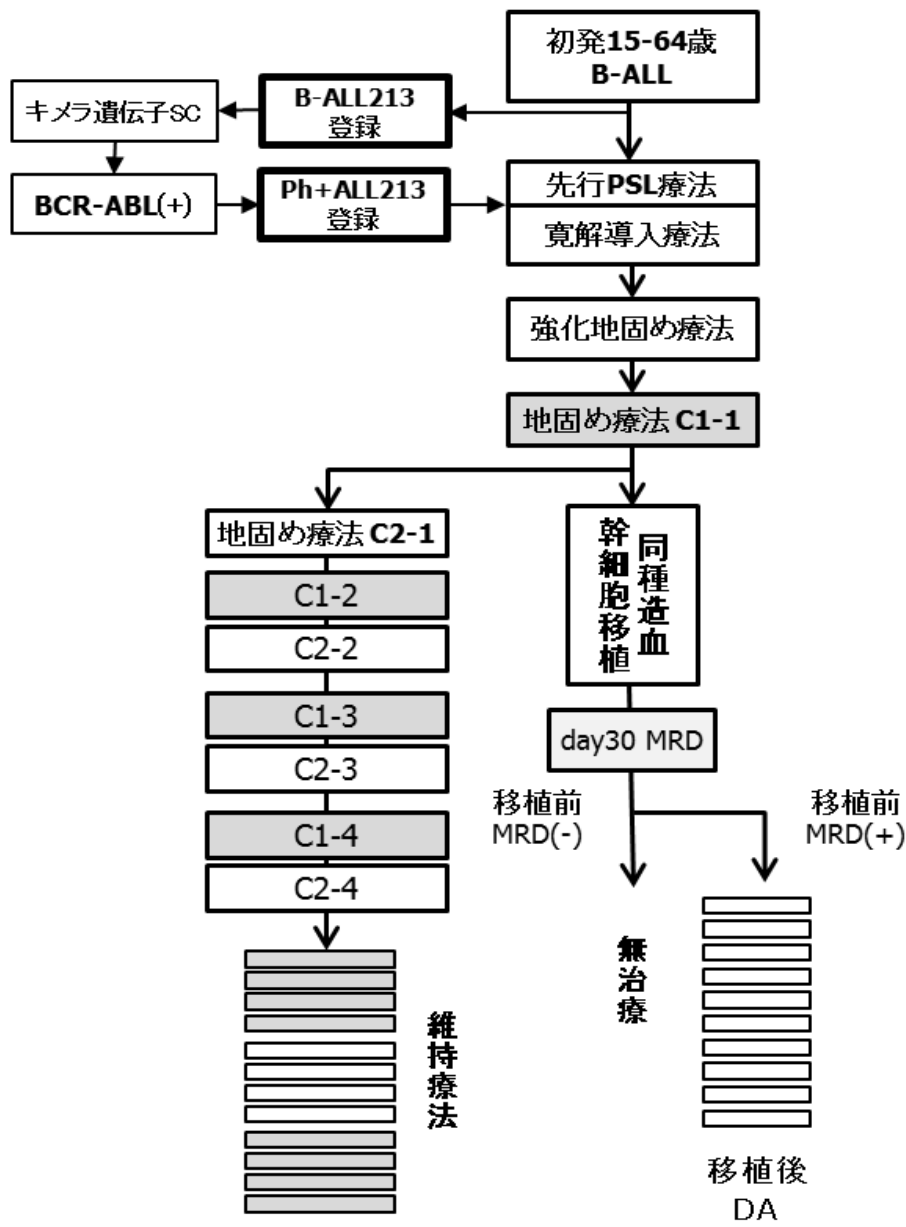 初発15-64歳
B-ALL
B-ALL213
登録
キメラ遺伝子SC
BCR-ABL(+)
Ph+ALL213
登録
先行PSL療法
寛解導入療法
強化地固め療法
地固め療法 C1-1
地固め療法 C2-1
C1-2
C2-2
C1-3
C2-3
C1-4
C2-4
維持療法
同種造血
幹細胞移植
day30 MRD
移植前
MRD(-)
移植前
MRD(+)
無治療
移植後
DA